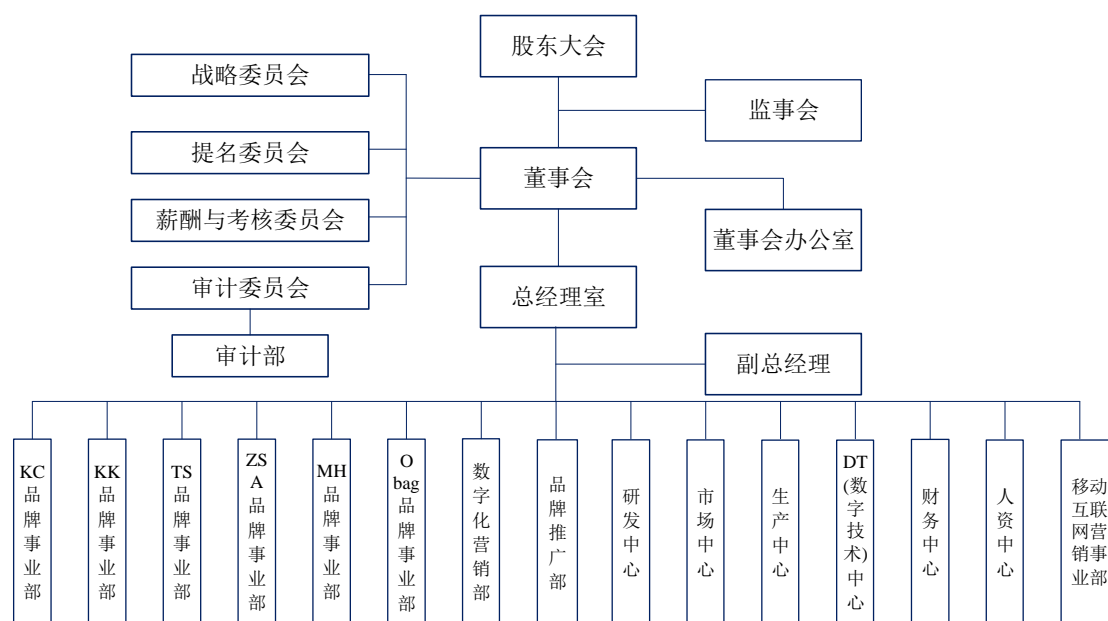 股东大会
战略委员会
监事会
提名委员会
董事会
薪酬与考核委员会
董事会办公室
审计委员会
总经理室
审计部
副总经理
KC品牌事业部
KK品牌事业部
TS品牌事业部
ZSA品牌事业部
MH品牌事业部
O bag品牌事业部
数字化营销部
品牌推广部
研发中心
市场中心
生产中心
DT(数字技术)中心
财务中心
人资中心
移动互联网营销事业部